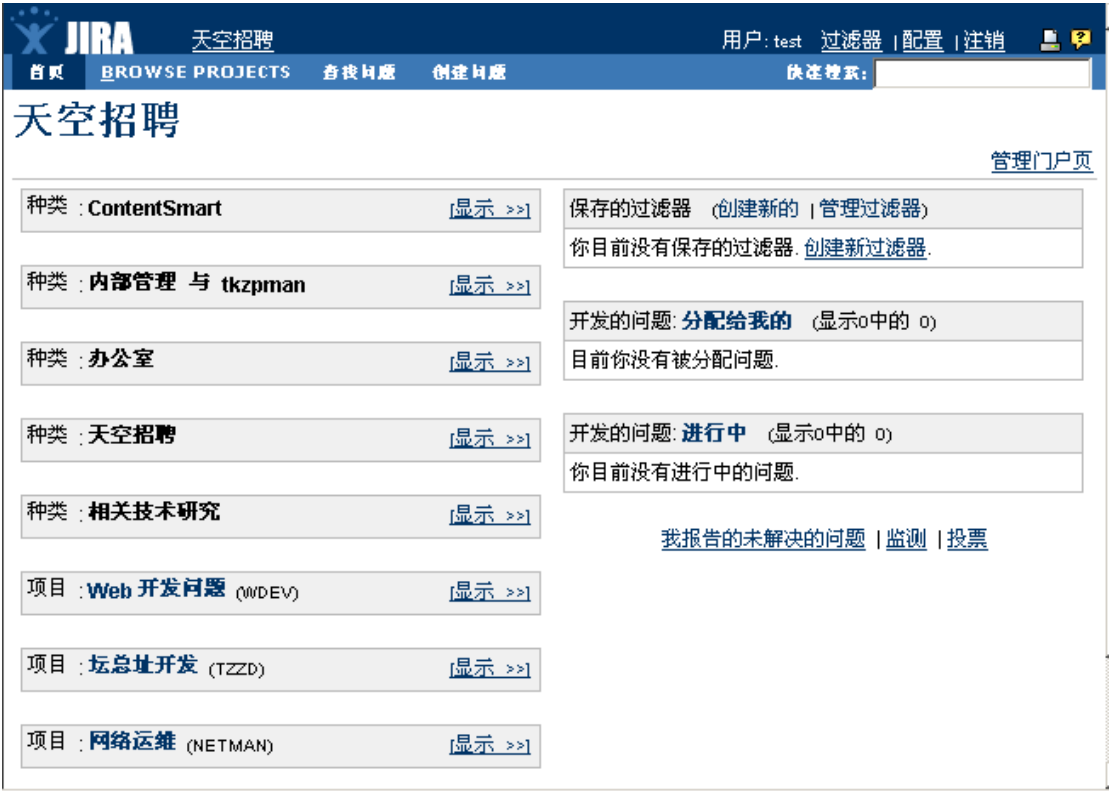 JIRA 天空招聘 用户: test 过滤器 | 配置 | 注销
首页 BROWSE PROJECTS 查找问题 创建问题 快速搜索:
天空招聘
管理门户页
种类 : ContentSmart [显示 >>]
种类 : 内部管理 与 tkzpman [显示 >>]
种类 : 办公室 [显示 >>]
种类 : 天空招聘 [显示 >>]
种类 : 相关技术研究 [显示 >>]
项目 : Web 开发问题 (WDEV) [显示 >>]
项目 : 坛总址开发 (TZZD) [显示 >>]
项目 : 网络运维 (NETMAN) [显示 >>]
保存的过滤器 (创建新的 | 管理过滤器)
你目前没有保存的过滤器. 创建新过滤器.
开发的问题: 分配给我的 (显示0中的 0)
目前你没有被分配问题.
开发的问题: 进行中 (显示0中的 0)
你目前没有进行中的问题.
我报告的未解决的问题 | 监测 | 投票